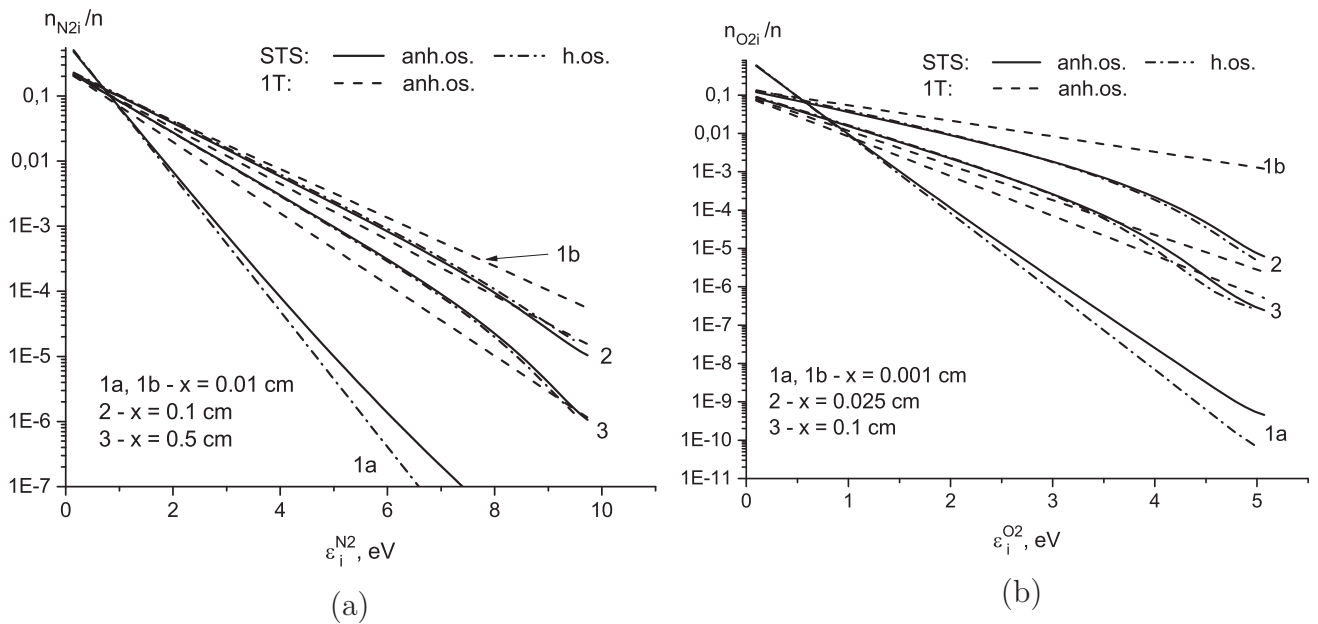 n_N2i/n
STS: anh.os. h.os.
1T: anh.os.
0,1
0,01
1E-3
1E-4
1E-5
1E-6
1E-7
1b
2
3
1a
1a, 1b - x = 0.01 cm
2 - x = 0.1 cm
3 - x = 0.5 cm
0 2 4 6 8 10
ε_i^N2, eV
(a)
n_O2i/n
STS: anh.os. h.os.
1T: anh.os.
0,1
0,01
1E-3
1E-4
1E-5
1E-6
1E-7
1E-8
1E-9
1E-10
1E-11
1b
2
3
1a
1a, 1b - x = 0.001 cm
2 - x = 0.025 cm
3 - x = 0.1 cm
0 1 2 3 4 5
ε_i^O2, eV
(b)